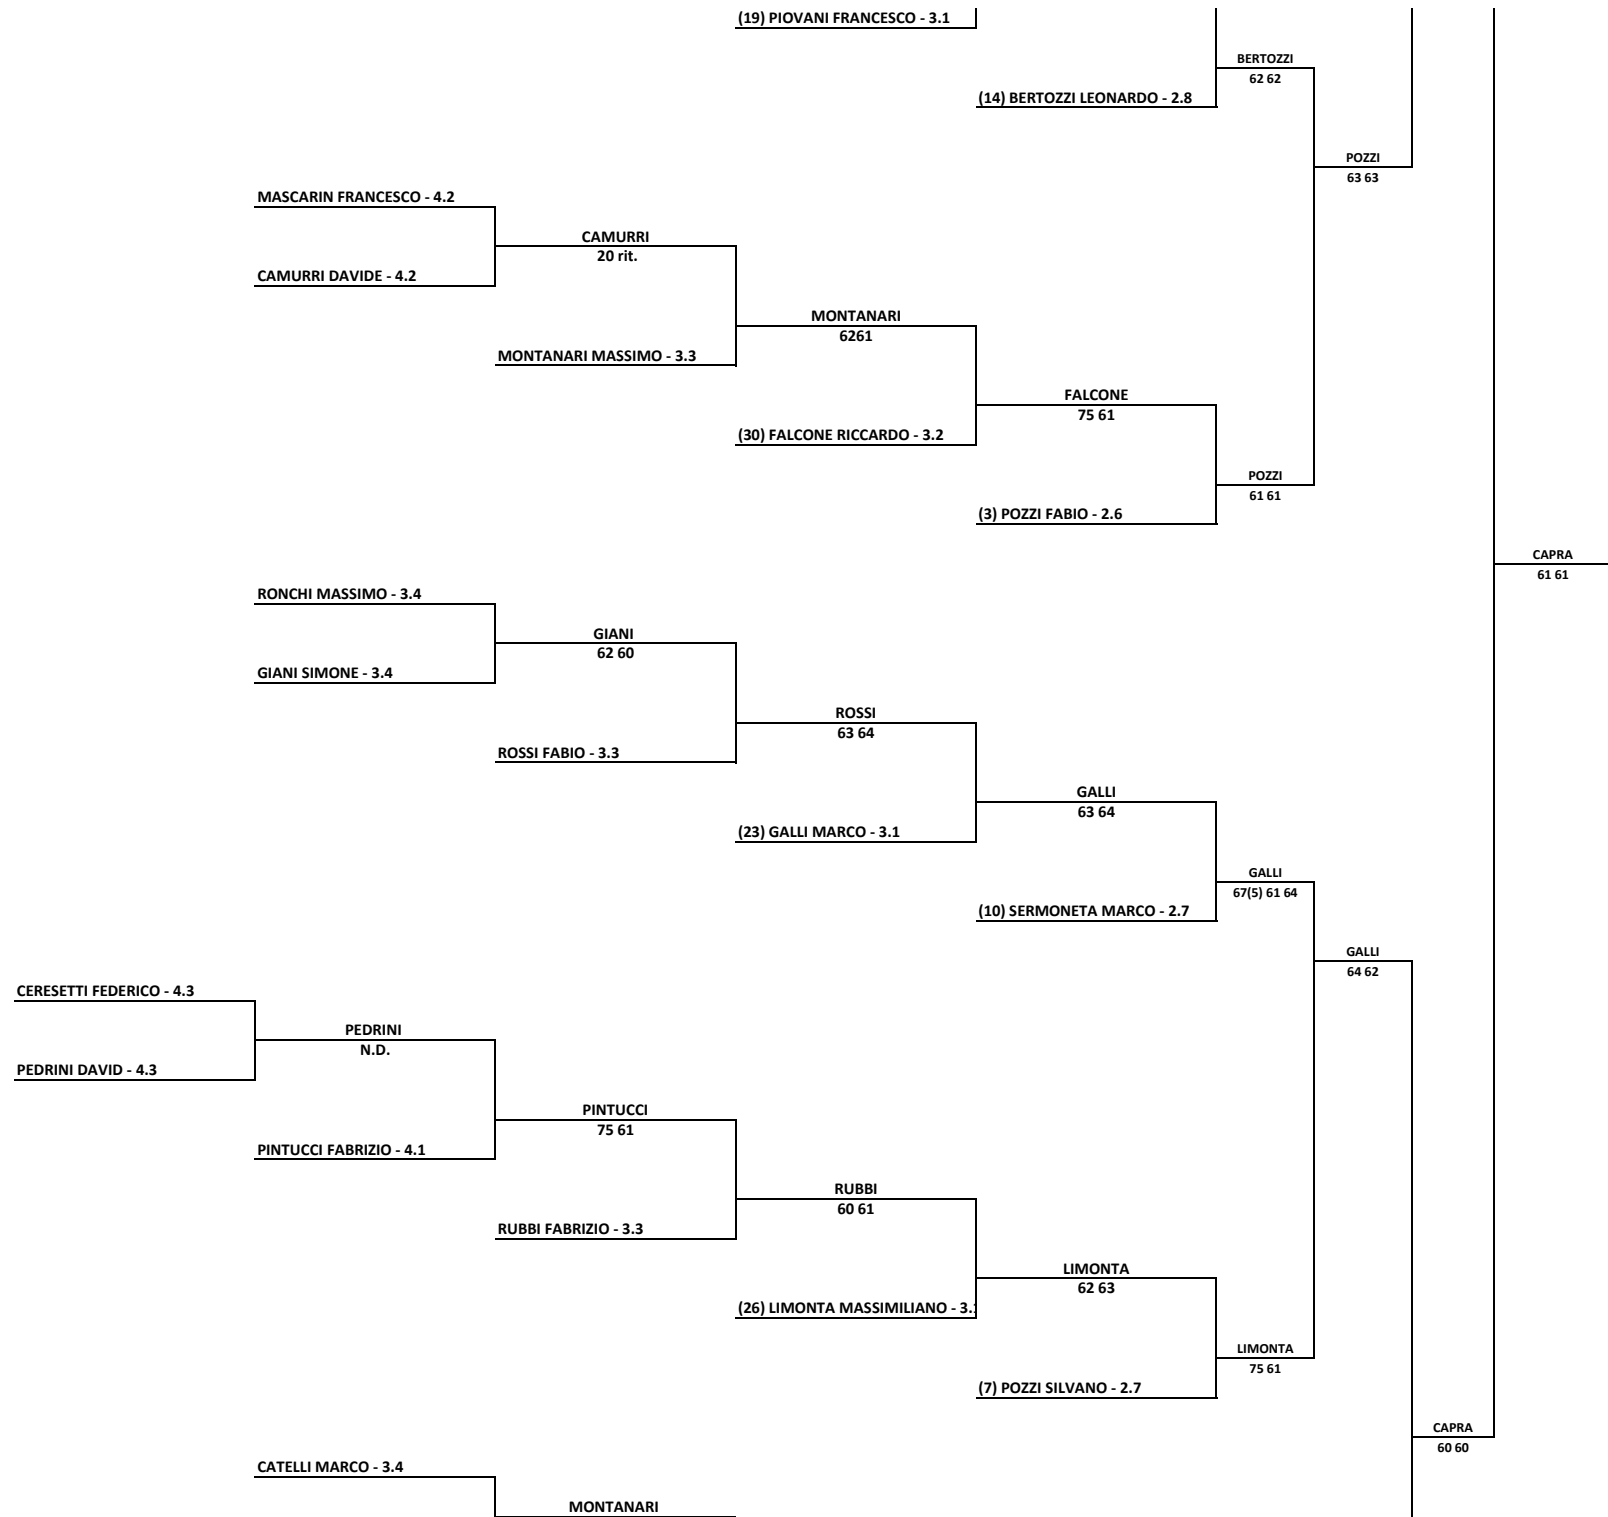 (19) PIOVANI FRANCESCO - 3.1
BERTOZZI
62 62
(14) BERTOZZI LEONARDO - 2.8
POZZI
63 63
MASCARIN FRANCESCO - 4.2
CAMURRI
20 rit.
CAMURRI DAVIDE - 4.2
MONTANARI
6261
MONTANARI MASSIMO - 3.3
FALCONE
75 61
(30) FALCONE RICCARDO - 3.2
POZZI
61 61
(3) POZZI FABIO - 2.6
CAPRA
61 61
RONCHI MASSIMO - 3.4
GIANI
62 60
GIANI SIMONE - 3.4
ROSSI
63 64
ROSSI FABIO - 3.3
GALLI
63 64
(23) GALLI MARCO - 3.1
GALLI
67(5) 61 64
(10) SERMONETA MARCO - 2.7
GALLI
64 62
CERESETTI FEDERICO - 4.3
PEDRINI
N.D.
PEDRINI DAVID - 4.3
PINTUCCI
75 61
PINTUCCI FABRIZIO - 4.1
RUBBI
60 61
RUBBI FABRIZIO - 3.3
LIMONTA
62 63
(26) LIMONTA MASSIMILIANO - 3.
LIMONTA
75 61
(7) POZZI SILVANO - 2.7
CAPRA
60 60
CATELLI MARCO - 3.4
MONTANARI